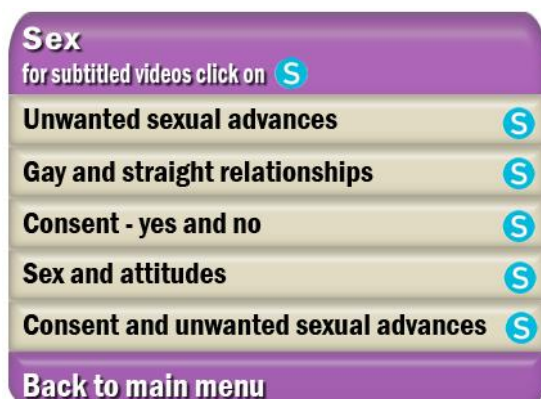 Sex
for subtitled videos click on S
Unwanted sexual advances S
Gay and straight relationships S
Consent - yes and no S
Sex and attitudes S
Consent and unwanted sexual advances S
Back to main menu